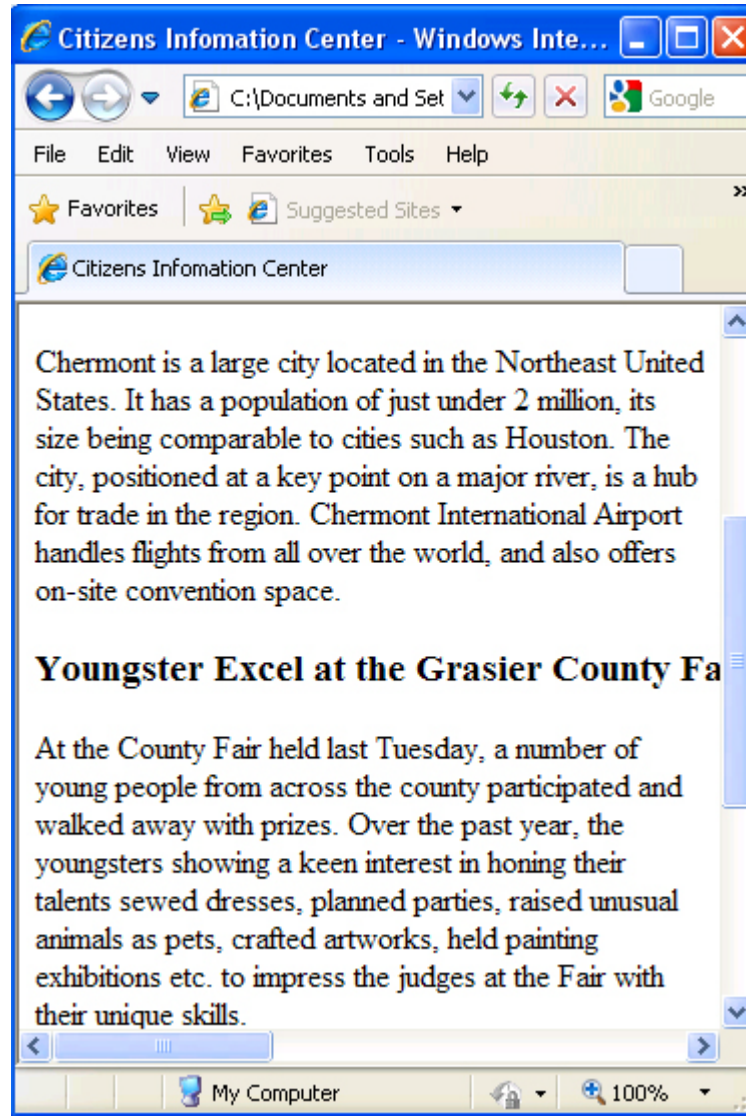 Citizens Infomation Center - Windows Inte...
C:\Documents and Set
Google
File Edit View Favorites Tools Help
Favorites Suggested Sites
»
Citizens Infomation Center
Chermont is a large city located in the Northeast United
States. It has a population of just under 2 million, its
size being comparable to cities such as Houston. The
city, positioned at a key point on a major river, is a hub
for trade in the region. Chermont International Airport
handles flights from all over the world, and also offers
on-site convention space.
Youngster Excel at the Grasier County Fa
At the County Fair held last Tuesday, a number of
young people from across the county participated and
walked away with prizes. Over the past year, the
youngsters showing a keen interest in honing their
talents sewed dresses, planned parties, raised unusual
animals as pets, crafted artworks, held painting
exhibitions etc. to impress the judges at the Fair with
their unique skills.
My Computer 100%